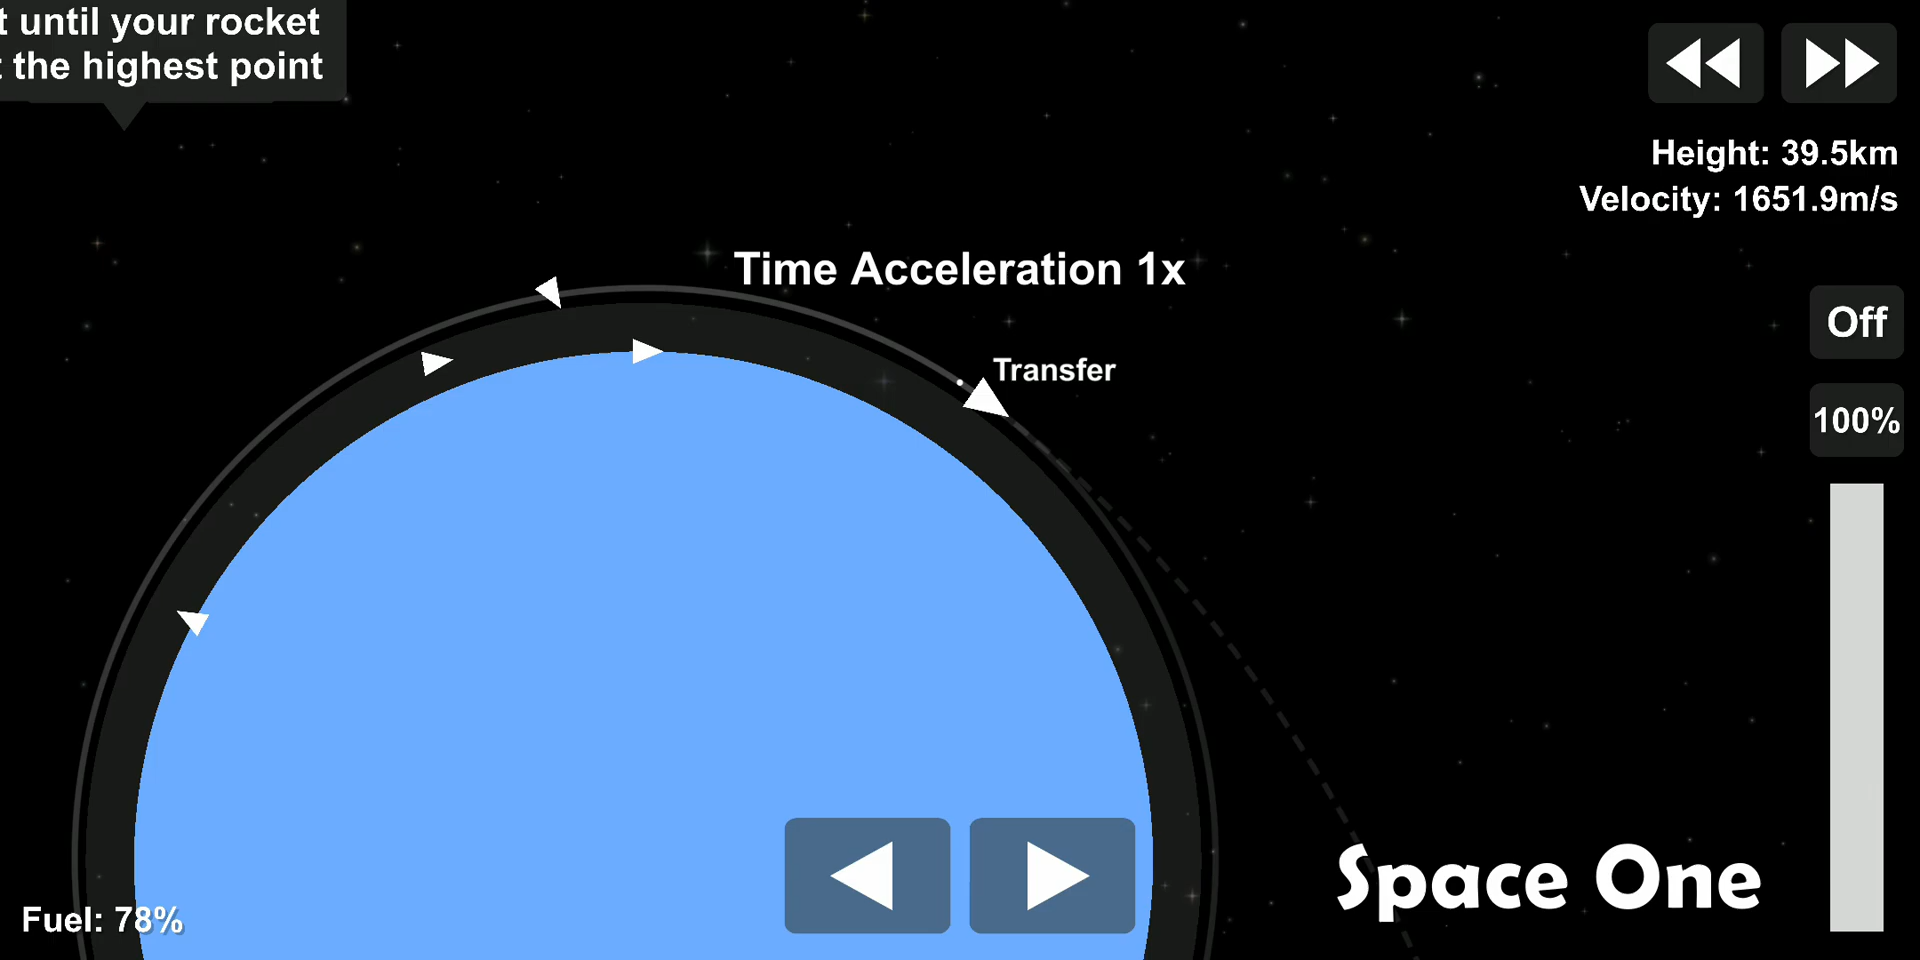 t until your rocket
t the highest point
Height: 39.5km
Velocity: 1651.9m/s
Time Acceleration 1x
Off
Transfer
100%
Space One
Fuel: 78%